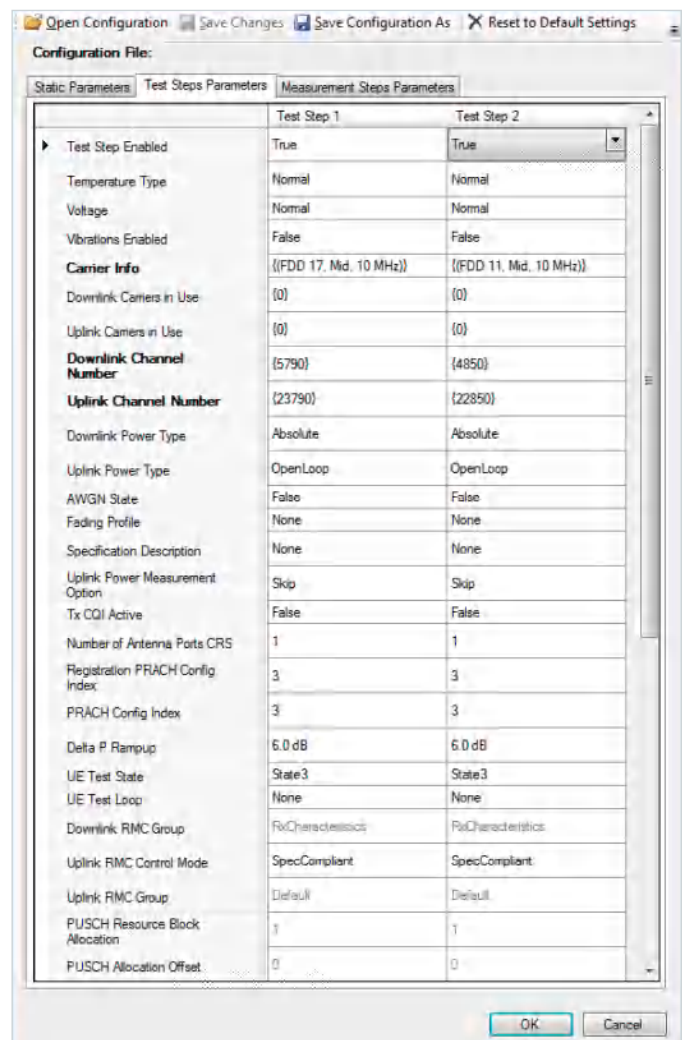 Open Configuration Save Changes Save Configuration As Reset to Default Settings
Configuration File:
Static Parameters Test Steps Parameters Measurement Steps Parameters
Test Step 1 Test Step 2
Test Step Enabled True True
Temperature Type Normal Normal
Voltage Normal Normal
Vibrations Enabled False False
Carrier Info {(FDD 17, Mid, 10 MHz)} {(FDD 11, Mid, 10 MHz)}
Downlink Carriers in Use {0} {0}
Uplink Carriers in Use {0} {0}
Downlink Channel
Number {5790} {4850}
Uplink Channel Number {23790} {22850}
Downlink Power Type Absolute Absolute
Uplink Power Type OpenLoop OpenLoop
AWGN State False False
Fading Profile None None
Specification Description None None
Uplink Power Measurement
Option Skip Skip
Tx CQI Active False False
Number of Antenna Ports CRS 1 1
Registration PRACH Config
Index 3 3
PRACH Config Index 3 3
Delta P Rampup 6.0 dB 6.0 dB
UE Test State State3 State3
UE Test Loop None None
Downlink RMC Group RxCharacteristics RxCharacteristics
Uplink RMC Control Mode SpecCompliant SpecCompliant
Uplink RMC Group Default Default
PUSCH Resource Block
Allocation 1 1
PUSCH Allocation Offset 0 0
OK Cancel